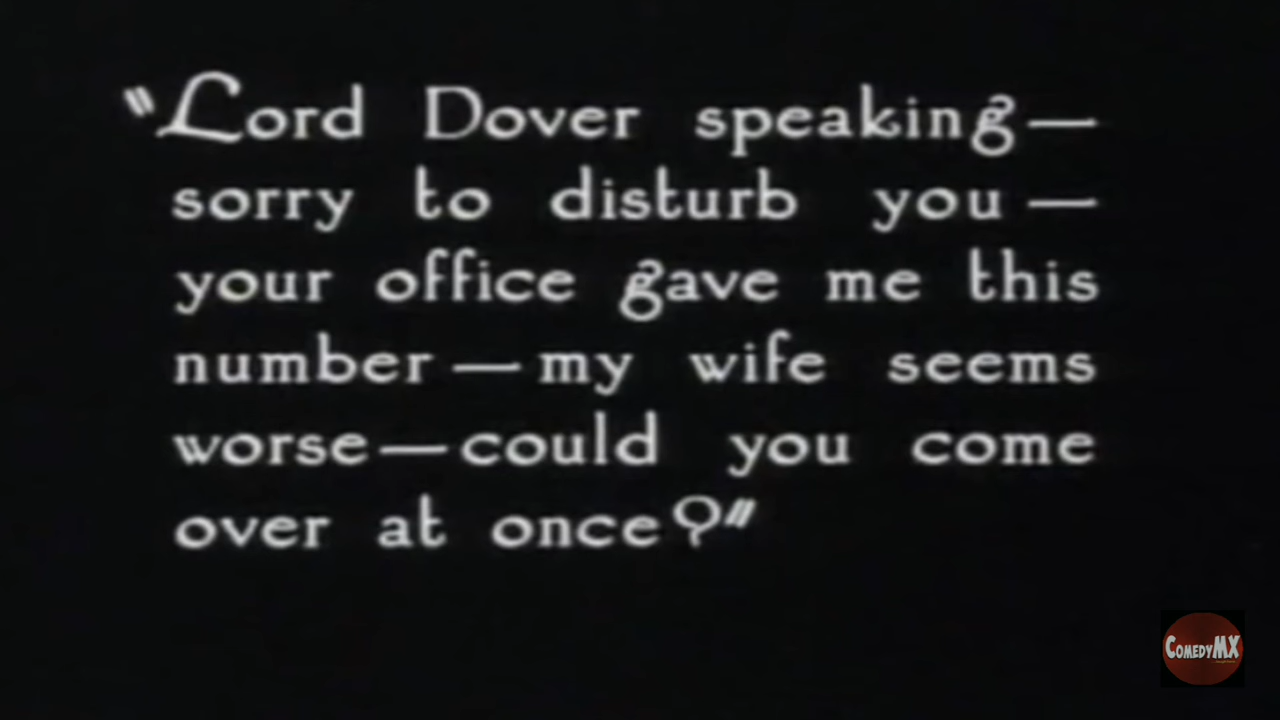 "Lord Dover speaking—
sorry to disturb you—
your office gave me this
number—my wife seems
worse—could you come
over at once?"
COMEDYMX